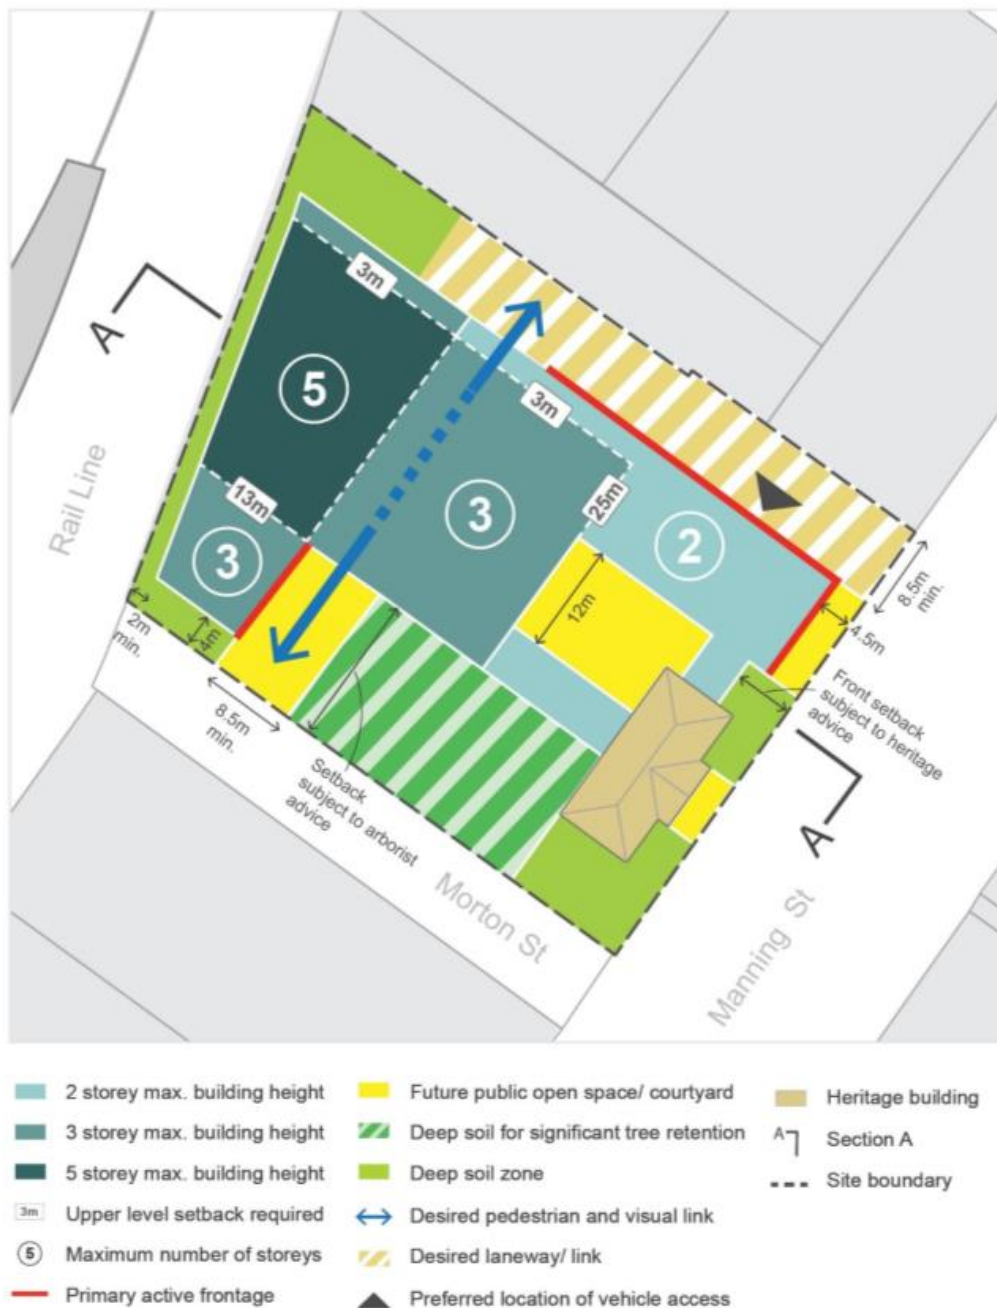 3m
A
5
3m
Rail Line
13m
3
25m
2
3
12m
8.5m
min.
2m
min.
4m
4.5m
Front setback
subject to heritage
advice
8.5m
min.
Setback
subject to arborist
advice
A
Morton St
Manning St
2 storey max. building height
3 storey max. building height
5 storey max. building height
3m Upper level setback required
5 Maximum number of storeys
Primary active frontage
Future public open space/ courtyard
Deep soil for significant tree retention
Deep soil zone
Desired pedestrian and visual link
Desired laneway/ link
Preferred location of vehicle access
Heritage building
A Section A
Site boundary